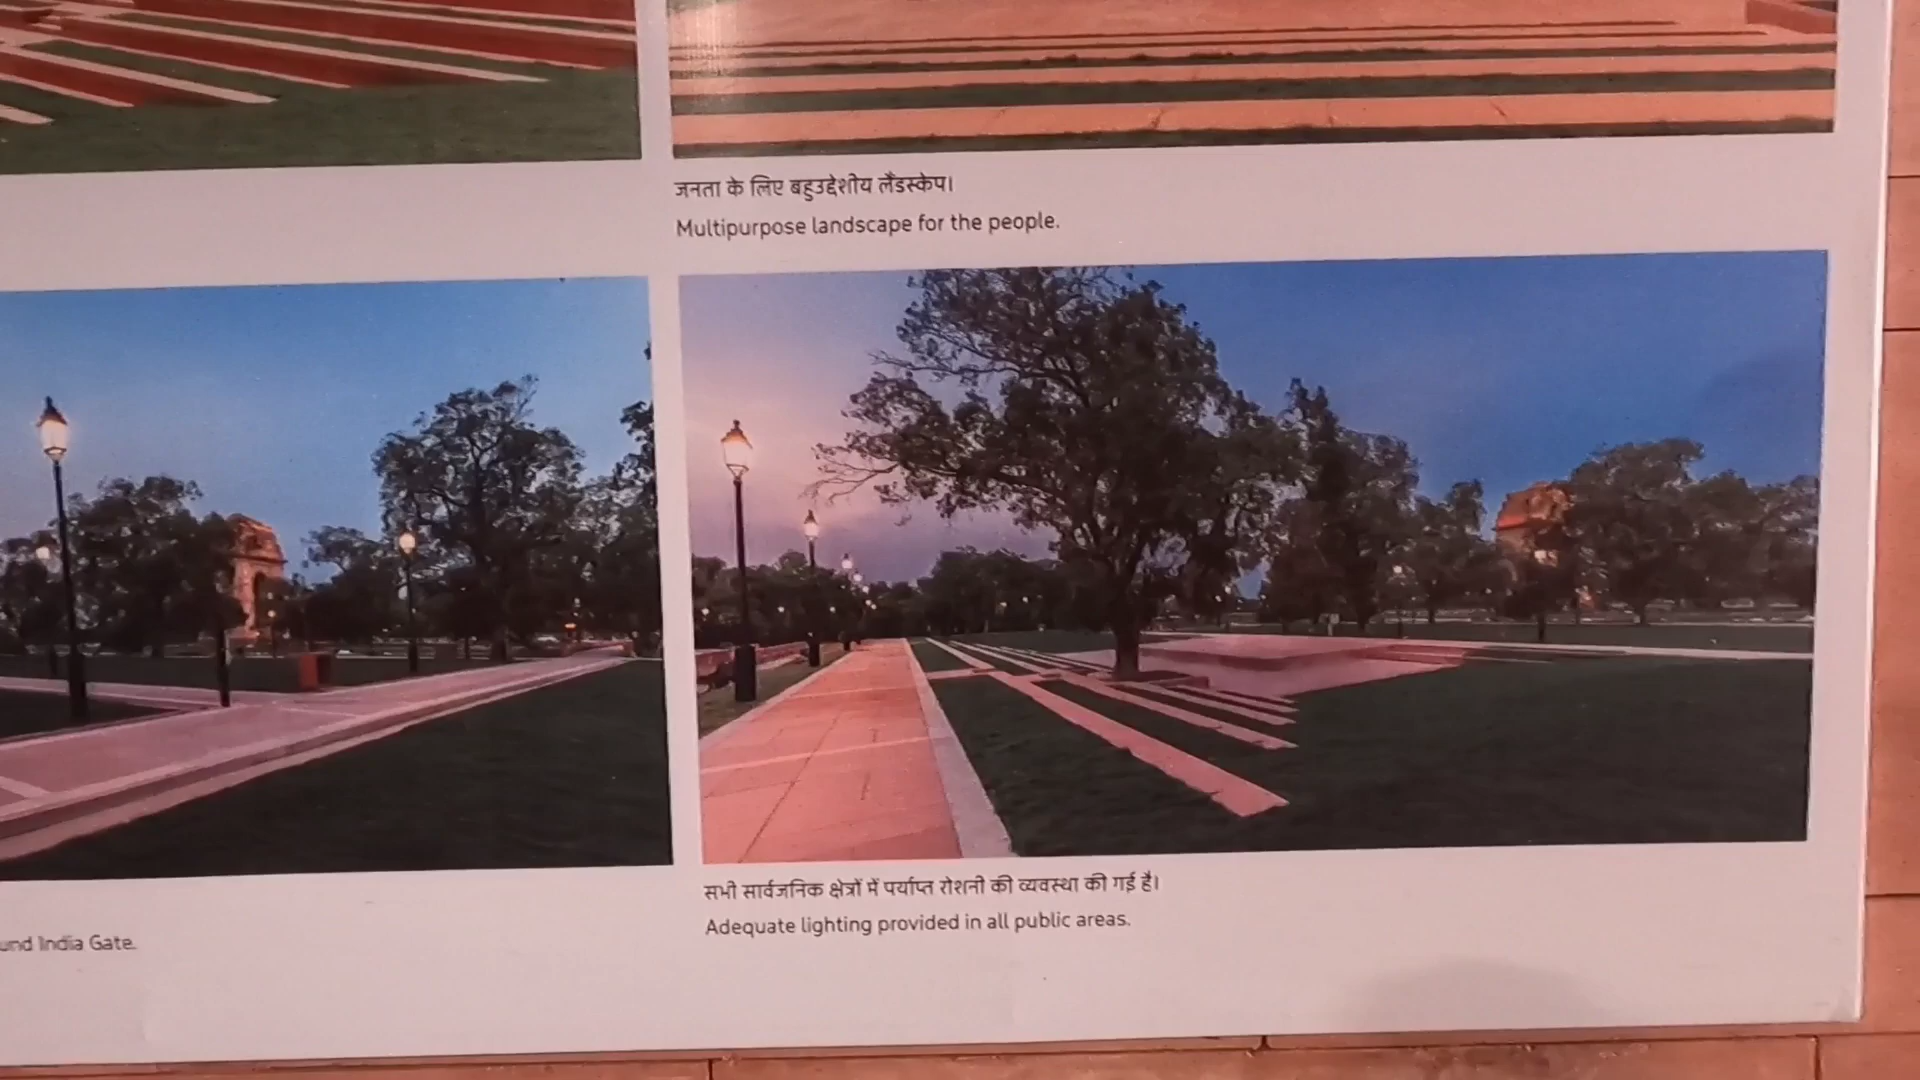 जनता के लिए बहुउद्देशीय लैंडस्केप।
Multipurpose landscape for the people.
सभी सार्वजनिक क्षेत्रों में पर्याप्त रोशनी की व्यवस्था की गई है।
Adequate lighting provided in all public areas.
India Gate.